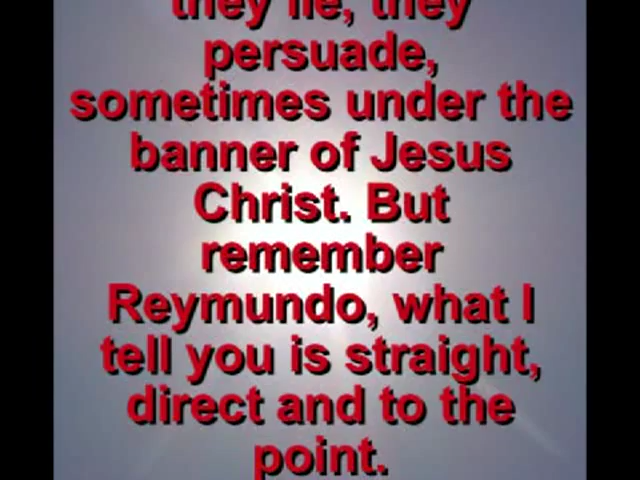 they lie, they
persuade,
sometimes under the
banner of Jesus
Christ. But
remember
Reymundo, what I
tell you is straight,
direct and to the
point.